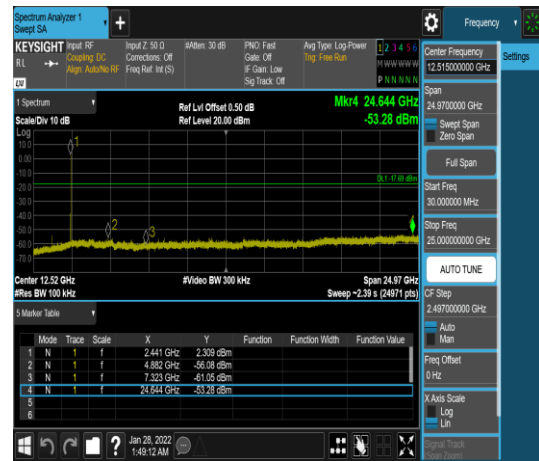 Spectrum Analyzer 1
Swept SA
Frequency
KEYSIGHT
Input: RF
Input Z: 50 Ω
#Atten: 30 dB
PNO: Fast
Avg Type: Log-Power
1 2 3 4 5 6
RL
Coupling: DC
Corrections: Off
Gate: Off
Trig: Free Run
M W W W W W
Align: Auto/No RF
Freq Ref: Int (S)
IF Gain: Low
P N N N N N
Sig Track: Off
LXI
1 Spectrum
Ref Lvl Offset 0.50 dB
Mkr4 24.644 GHz
Scale/Div 10 dB
Ref Level 20.00 dBm
-53.28 dBm
Log
10.0
0.00
-10.0
-20.0
-30.0
-40.0
-50.0
-60.0
-70.0
1
2
3
4
DL1 -17.69 dBm
Center 12.52 GHz
#Video BW 300 kHz
Span 24.97 GHz
#Res BW 100 kHz
Sweep ~2.39 s (24971 pts)
5 Marker Table
Mode Trace Scale X Y Function Function Width Function Value
1 N 1 f 2.441 GHz 2.309 dBm
2 N 1 f 4.882 GHz -56.08 dBm
3 N 1 f 7.323 GHz -61.05 dBm
4 N 1 f 24.644 GHz -53.28 dBm
5
6
Jan 28, 2022
1:49:12 AM
Center Frequency
12.515000000 GHz
Settings
Span
24.9700000 GHz
Swept Span
Zero Span
Full Span
Start Freq
30.000000 MHz
Stop Freq
25.000000000 GHz
AUTO TUNE
CF Step
2.497000000 GHz
Auto
Man
Freq Offset
0 Hz
X Axis Scale
Log
Lin
Signal Track
(Span Zoom)